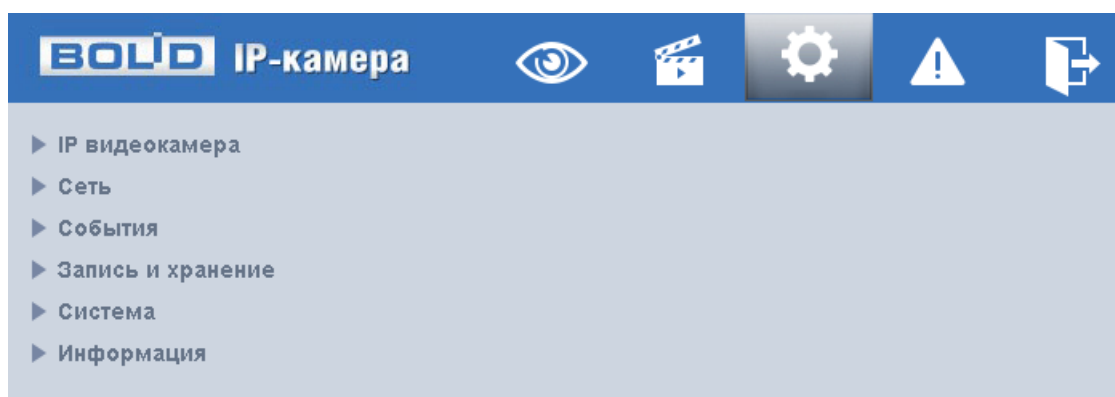 BOLID IP-камера
IP видеокамера
Сеть
События
Запись и хранение
Система
Информация